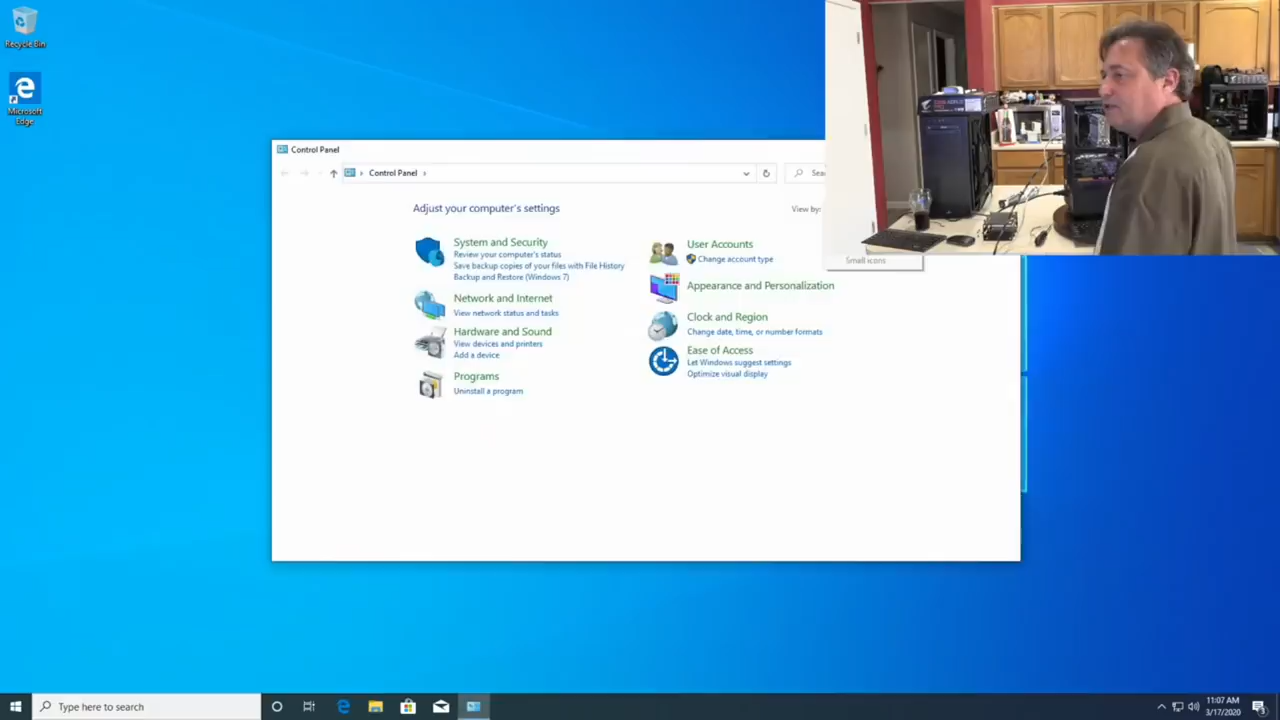 Recycle Bin
Microsoft
Edge
Control Panel
Control Panel
Sea
Adjust your computer's settings
View by:
System and Security
Review your computer's status
Save backup copies of your files with File History
Backup and Restore (Windows 7)
Network and Internet
View network status and tasks
Hardware and Sound
View devices and printers
Add a device
Programs
Uninstall a program
User Accounts
Change account type
Appearance and Personalization
Clock and Region
Change date, time, or number formats
Ease of Access
Let Windows suggest settings
Optimize visual display
Small icons
Type here to search
11:07 AM
3/17/2020